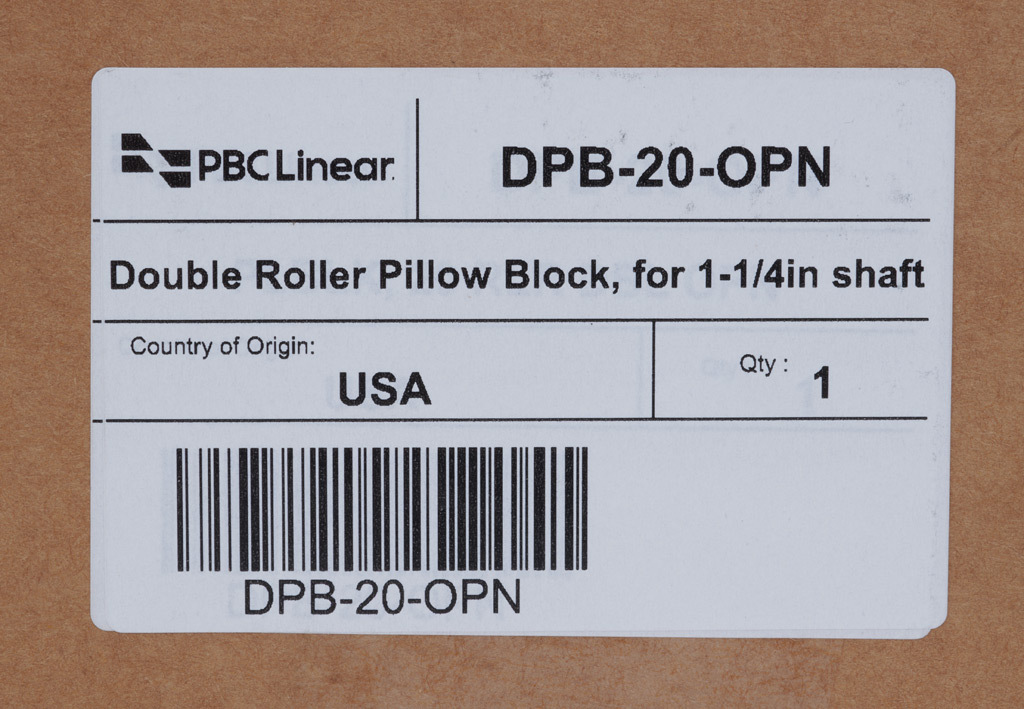 PBC Linear.
DPB-20-OPN
Double Roller Pillow Block, for 1-1/4in shaft
Country of Origin:
USA
Qty :
1
DPB-20-OPN